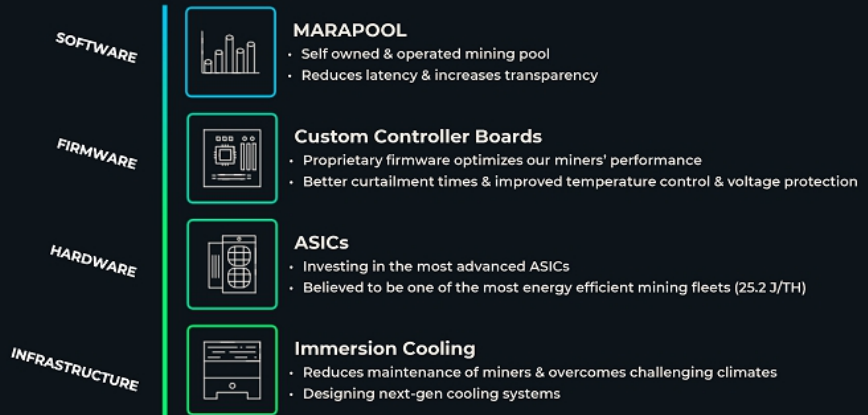 SOFTWARE
MARAPOOL
• Self owned & operated mining pool
• Reduces latency & increases transparency
FIRMWARE
Custom Controller Boards
• Proprietary firmware optimizes our miners' performance
• Better curtailment times & improved temperature control & voltage protection
HARDWARE
ASICs
• Investing in the most advanced ASICs
• Believed to be one of the most energy efficient mining fleets (25.2 J/TH)
INFRASTRUCTURE
Immersion Cooling
• Reduces maintenance of miners & overcomes challenging climates
• Designing next-gen cooling systems